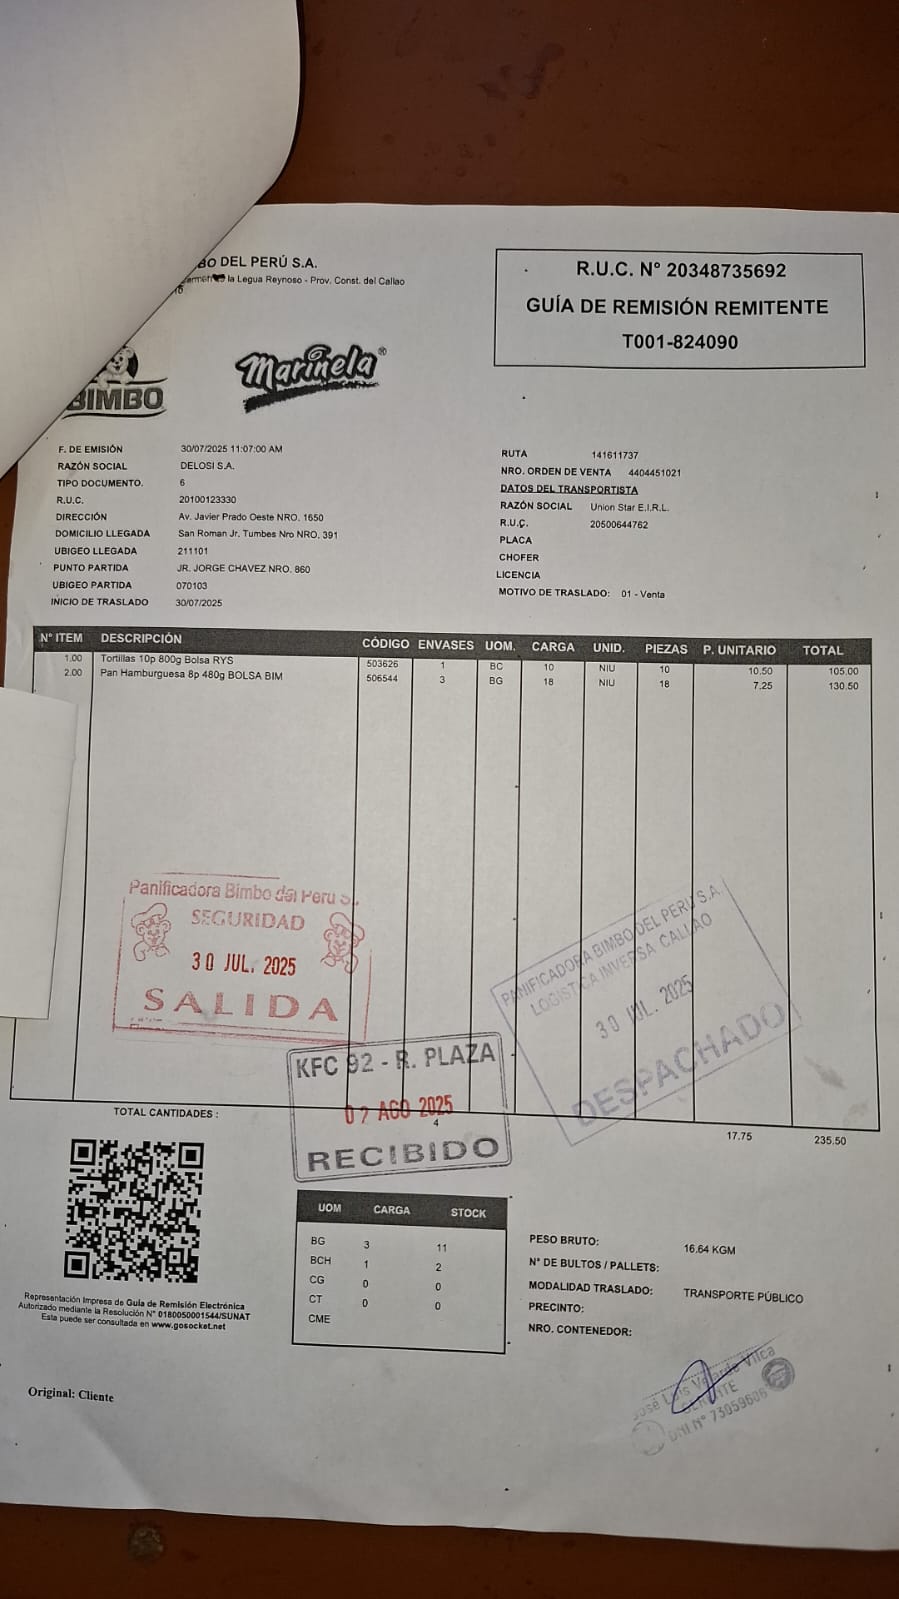 BO DEL PERÚ S.A.
la Legua Reynoso - Prov. Const. del Callao
R.U.C. N° 20348735692
GUÍA DE REMISIÓN REMITENTE
T001-824090
BIMBO
Marinela®
F. DE EMISIÓN 30/07/2025 11:07:00 AM
RAZÓN SOCIAL DELOSI S.A.
TIPO DOCUMENTO. 6
R.U.C. 20100123330
DIRECCIÓN Av. Javier Prado Oeste NRO. 1650
DOMICILIO LLEGADA San Roman Jr. Tumbes Nro NRO. 391
UBIGEO LLEGADA 211101
PUNTO PARTIDA JR. JORGE CHAVEZ NRO. 860
UBIGEO PARTIDA 070103
INICIO DE TRASLADO 30/07/2025
RUTA 141611737
NRO. ORDEN DE VENTA 4404451021
DATOS DEL TRANSPORTISTA
RAZÓN SOCIAL Union Star E.I.R.L.
R.U.C. 20500644762
PLACA
CHOFER
LICENCIA
MOTIVO DE TRASLADO: 01 - Venta
N° ITEM DESCRIPCIÓN CÓDIGO ENVASES UOM. CARGA UNID. PIEZAS P. UNITARIO TOTAL
1.00 Tortillas 10p 800g Bolsa RYS 503626 1 BC 10 NIU 10 10.50 105.00
2.00 Pan Hamburguesa 8p 480g BOLSA BIM 506544 3 BG 18 NIU 18 7.25 130.50
Panificadora Bimbo del Peru S.
SEGURIDAD
30 JUL. 2025
SALIDA
PANIFICADORA BIMBO DEL PERU S.A.
LOGISTICA INVERSA CALLAO
30 JUL. 2025
DESPACHADO
KFC 92 - R. PLAZA
02 AGO 2025
RECIBIDO
TOTAL CANTIDADES : 4 17.75 235.50
UOM CARGA STOCK
BG 3 11
BCH 1 2
CG 0 0
CT 0 0
CME
PESO BRUTO: 16.64 KGM
N° DE BULTOS / PALLETS:
MODALIDAD TRASLADO: TRANSPORTE PÚBLICO
PRECINTO:
NRO. CONTENEDOR:
Representación Impresa de Guía de Remisión Electrónica
Autorizado mediante la Resolución N° 0180050001544/SUNAT
Esta puede ser consultada en www.gosocket.net
Original: Cliente
José Luis Velarde Vilca
DNI N° 73059606